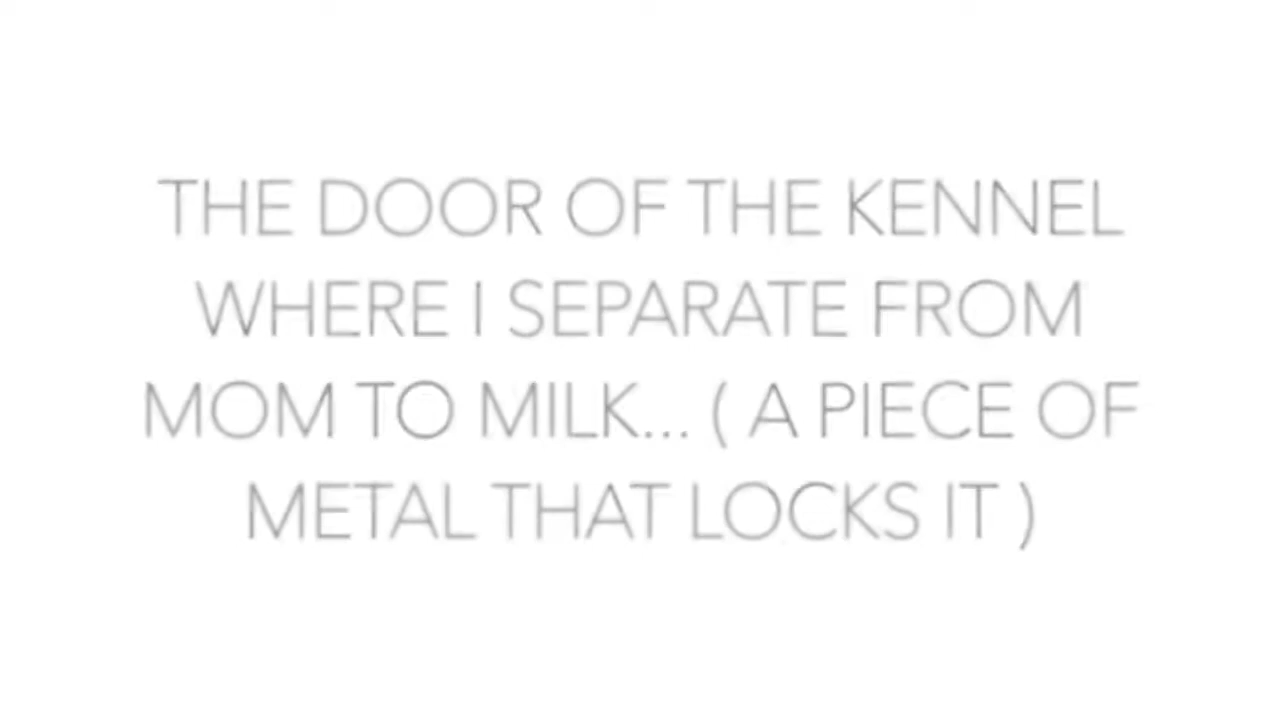 THE DOOR OF THE KENNEL
WHERE I SEPARATE FROM
MOM TO MILK... ( A PIECE OF
METAL THAT LOCKS IT )